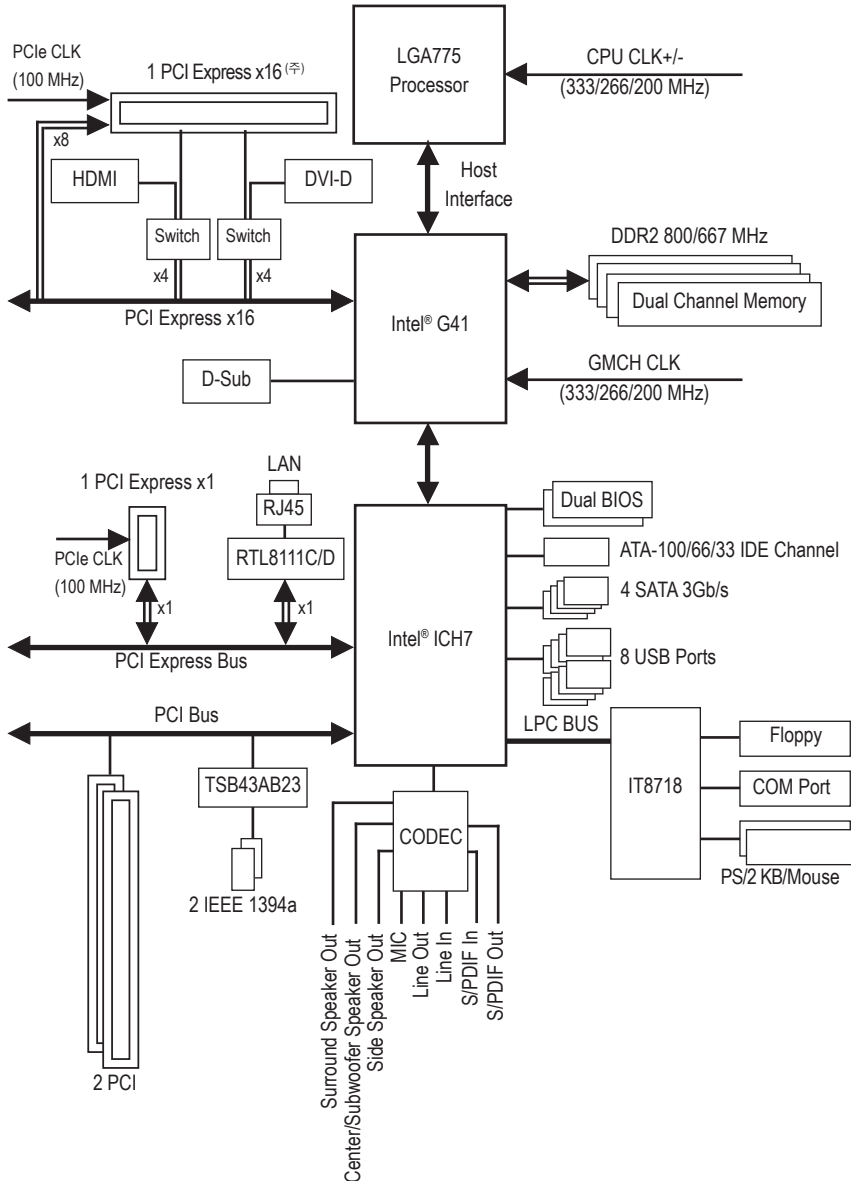 PCIe CLK
(100 MHz)
1 PCI Express x16 (주)
LGA775
Processor
CPU CLK+/-
(333/266/200 MHz)
x8
HDMI
DVI-D
Host
Interface
Switch
Switch
x4
x4
DDR2 800/667 MHz
Dual Channel Memory
PCI Express x16
Intel® G41
D-Sub
GMCH CLK
(333/266/200 MHz)
LAN
1 PCI Express x1
RJ45
Dual BIOS
PCIe CLK
(100 MHz)
RTL8111C/D
ATA-100/66/33 IDE Channel
x1
x1
4 SATA 3Gb/s
Intel® ICH7
PCI Express Bus
8 USB Ports
PCI Bus
LPC BUS
TSB43AB23
IT8718
Floppy
COM Port
CODEC
PS/2 KB/Mouse
2 IEEE 1394a
Surround Speaker Out
Center/Subwoofer Speaker Out
Side Speaker Out
MIC
Line Out
Line In
S/PDIF In
S/PDIF Out
2 PCI